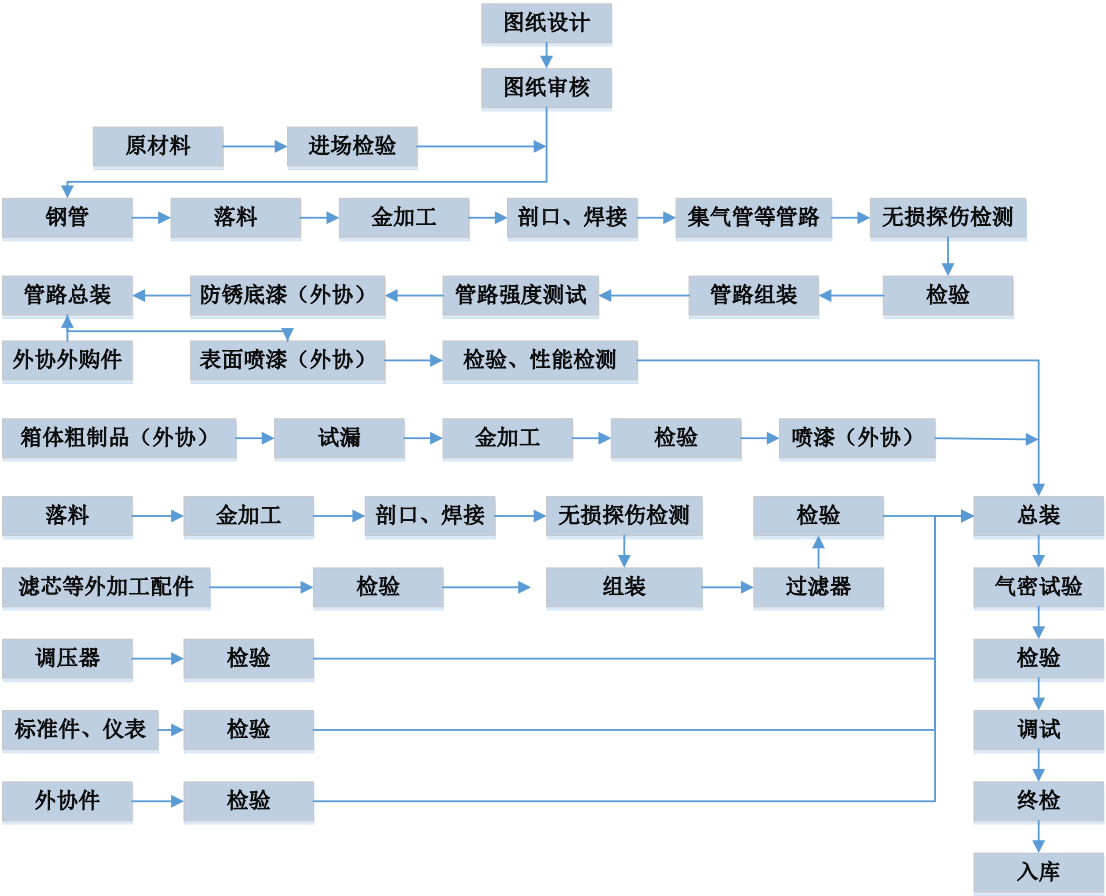 图纸设计
图纸审核
原材料 进场检验
钢管 落料 金加工 剖口、焊接 集气管等管路 无损探伤检测
管路总装 防锈底漆（外协） 管路强度测试 管路组装 检验
外协外购件 表面喷漆（外协） 检验、性能检测
箱体粗制品（外协） 试漏 金加工 检验 喷漆（外协）
落料 金加工 剖口、焊接 无损探伤检测 检验 总装
滤芯等外加工配件 检验 组装 过滤器 气密试验
调压器 检验 检验
标准件、仪表 检验 调试
外协件 检验 终检
入库